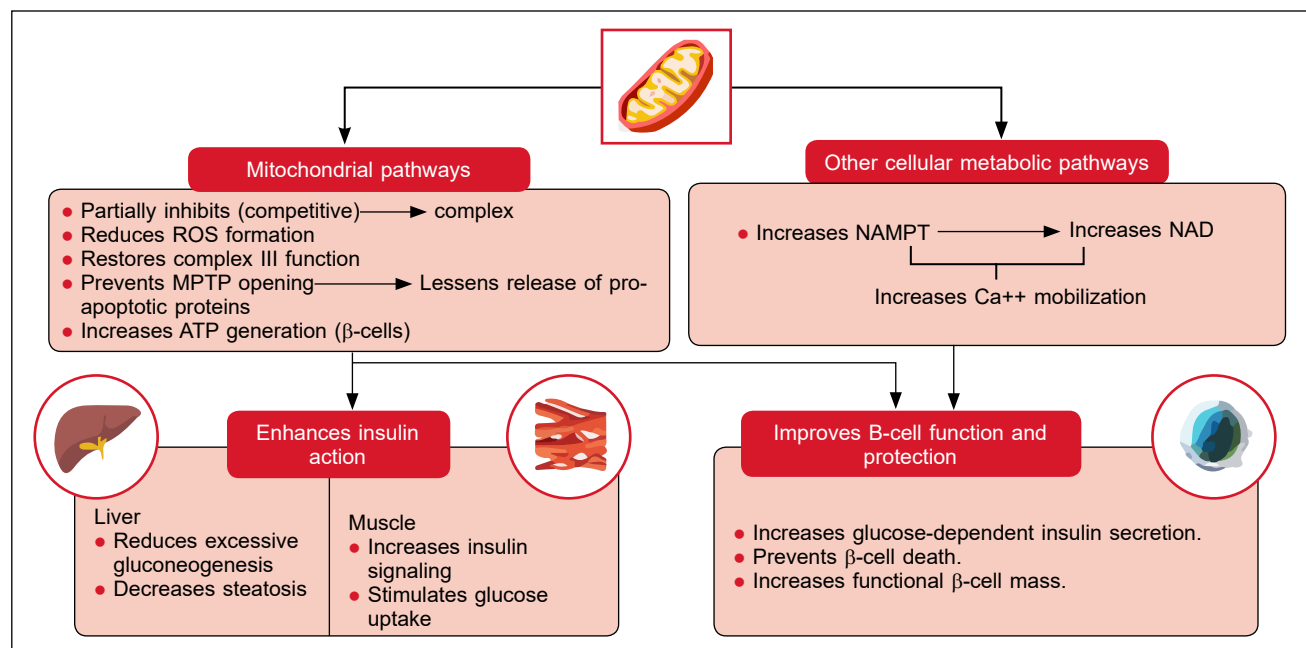 Mitochondrial pathways
Partially inhibits (competitive) complex
Reduces ROS formation
Restores complex III function
Prevents MPTP opening Lessens release of pro-
apoptotic proteins
Increases ATP generation (β-cells)
Other cellular metabolic pathways
Increases NAMPT Increases NAD
Increases Ca++ mobilization
Enhances insulin
action
Liver
Reduces excessive
gluconeogenesis
Decreases steatosis
Muscle
Increases insulin
signaling
Stimulates glucose
uptake
Improves B-cell function and
protection
Increases glucose-dependent insulin secretion.
Prevents β-cell death.
Increases functional β-cell mass.